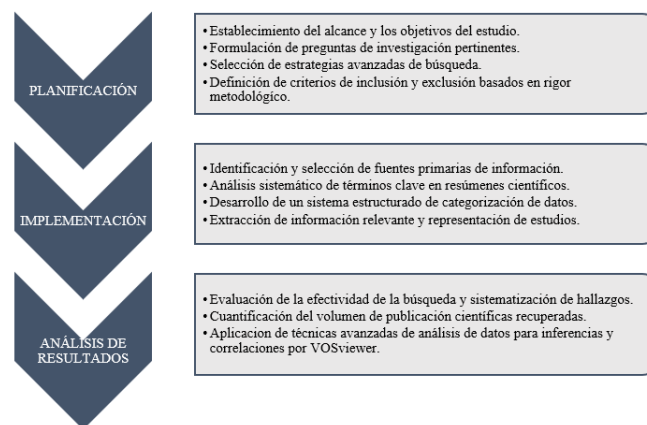 PLANIFICACIÓN
• Establecimiento del alcance y los objetivos del estudio.
• Formulación de preguntas de investigación pertinentes.
• Selección de estrategias avanzadas de búsqueda.
• Definición de criterios de inclusión y exclusión basados en rigor
metodológico.
IMPLEMENTACIÓN
• Identificación y selección de fuentes primarias de información.
• Análisis sistemático de términos clave en resúmenes científicos.
• Desarrollo de un sistema estructurado de categorización de datos.
• Extracción de información relevante y representación de estudios.
ANÁLISIS DE
RESULTADOS
• Evaluación de la efectividad de la búsqueda y sistematización de hallazgos.
• Cuantificación del volumen de publicación científicas recuperadas.
• Aplicacion de técnicas avanzadas de análisis de datos para inferencias y
correlaciones por VOSviewer.